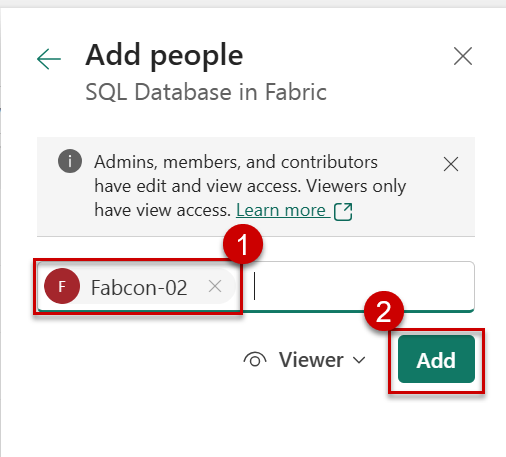 Add people
SQL Database in Fabric
Admins, members, and contributors
have edit and view access. Viewers only
have view access. Learn more
1
F Fabcon-02
2
Viewer Add